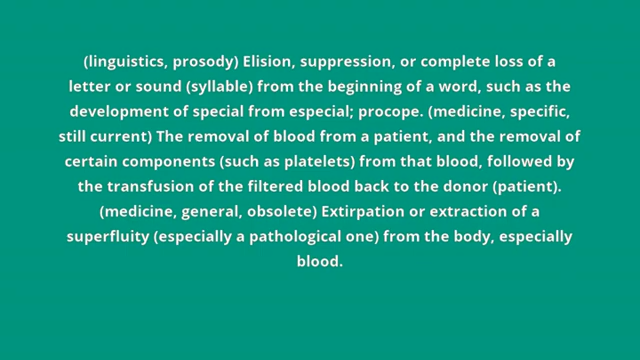 (linguistics, prosody) Elision, suppression, or complete loss of a
letter or sound (syllable) from the beginning of a word, such as the
development of special from especial; procope. (medicine, specific,
still current) The removal of blood from a patient, and the removal of
certain components (such as platelets) from that blood, followed by
the transfusion of the filtered blood back to the donor (patient).
(medicine, general, obsolete) Extirpation or extraction of a
superfluity (especially a pathological one) from the body, especially
blood.